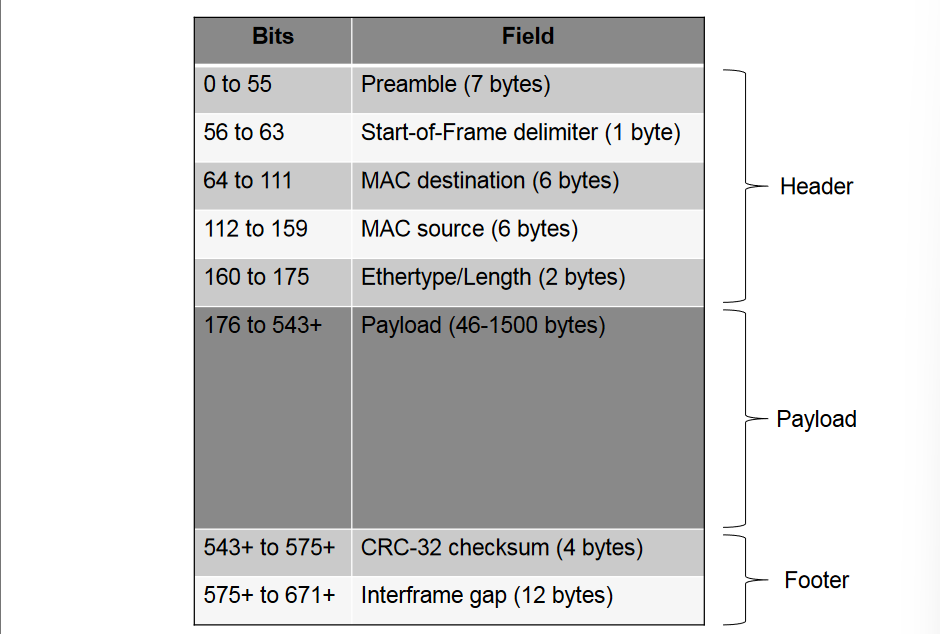 Bits Field
0 to 55 Preamble (7 bytes)
56 to 63 Start-of-Frame delimiter (1 byte)
64 to 111 MAC destination (6 bytes)
112 to 159 MAC source (6 bytes)
160 to 175 Ethertype/Length (2 bytes)
Header
176 to 543+ Payload (46-1500 bytes)
Payload
543+ to 575+ CRC-32 checksum (4 bytes)
575+ to 671+ Interframe gap (12 bytes)
Footer